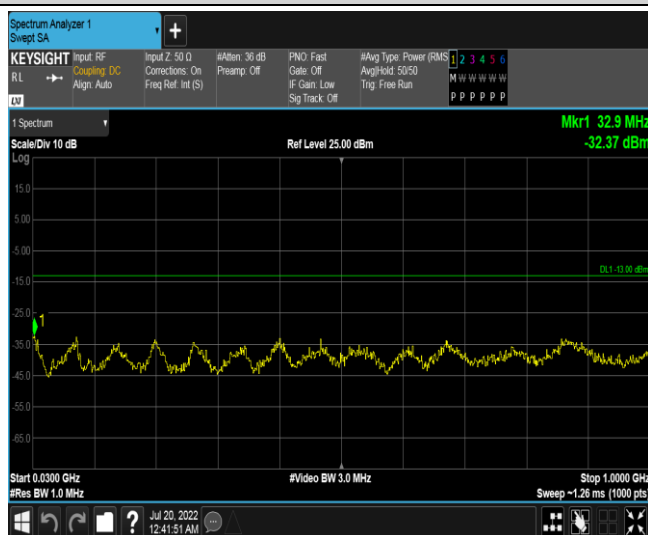 Spectrum Analyzer 1
Swept SA
+
KEYSIGHT
RL
Input: RF
Coupling: DC
Align: Auto
Input Z: 50 Ω
Corrections: On
Freq Ref: Int (S)
#Atten: 36 dB
Preamp: Off
PNO: Fast
Gate: Off
IF Gain: Low
Sig Track: Off
#Avg Type: Power (RMS
Avg|Hold: 50/50
Trig: Free Run
1 2 3 4 5 6
M W W W W W
P P P P P P
LXI
1 Spectrum
Scale/Div 10 dB
Ref Level 25.00 dBm
Mkr1 32.9 MHz
-32.37 dBm
Log
15.0
5.00
-5.00
DL1 -13.00 dBm
-15.0
-25.0
1
-35.0
-45.0
-55.0
-65.0
Start 0.0300 GHz
#Video BW 3.0 MHz
Stop 1.0000 GHz
#Res BW 1.0 MHz
Sweep ~1.26 ms (1000 pts)
?
Jul 20, 2022
12:41:51 AM